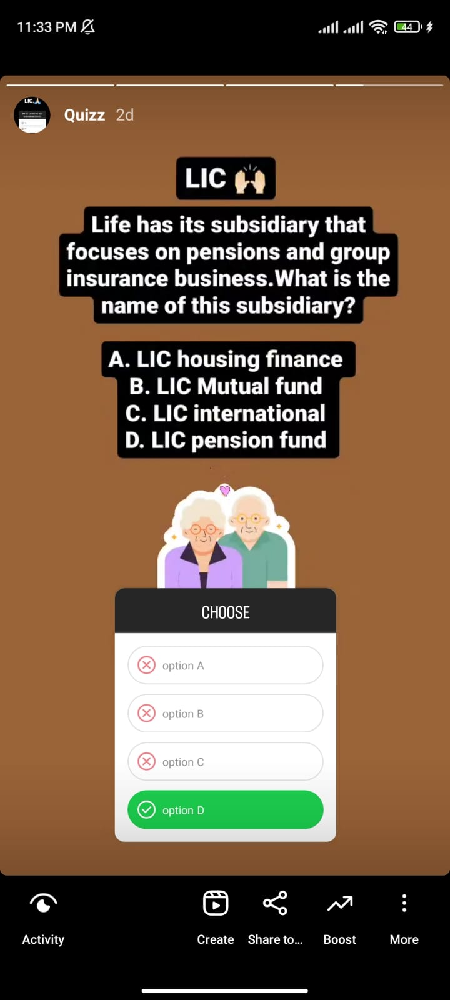 11:33 PM
44
LIC.
Quizz 2d
LIC
Life has its subsidiary that
focuses on pensions and group
insurance business.What is the
name of this subsidiary?
A. LIC housing finance
B. LIC Mutual fund
C. LIC international
D. LIC pension fund
CHOOSE
option A
option B
option C
option D
Activity
Create
Share to...
Boost
More